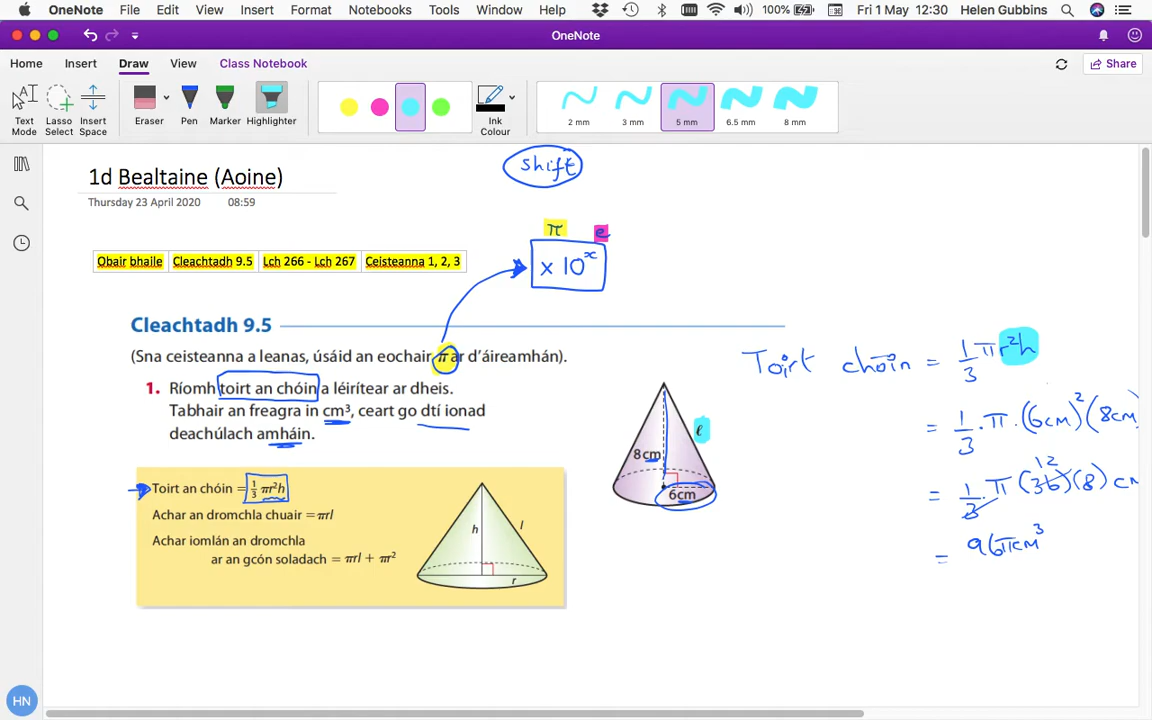 OneNote File Edit View Insert Format Notebooks Tools Window Help 100% Fri 1 May 12:30 Helen Gubbins
OneNote
Home Insert Draw View Class Notebook Share
Text Mode
Lasso Select
Insert Space
Eraser
Pen
Marker
Highlighter
Ink Colour
2 mm
3 mm
5 mm
6.5 mm
8 mm
shift
1d Bealtaine (Aoine)
Thursday 23 April 2020 08:59
π e
x 10ˣ
Obair bhaile Cleachtadh 9.5 Lch 266 - Lch 267 Ceisteanna 1, 2, 3
Cleachtadh 9.5
(Sna ceisteanna a leanas, úsáid an eochair π ar d'áireamhán).
1. Ríomh toirt an chóin a léirítear ar dheis.
Tabhair an freagra in cm³, ceart go dtí ionad
deachúlach amháin.
8cm
ℓ
6cm
Toirt an chóin = 1/3 πr²h
Achar an dromchla chuair = πrl
Achar iomlán an dromchla
ar an gcón soladach = πrl + πr²
h
l
r
Toirt chóin = 1/3 πr²h
= 1/3 . π . (6cm)² (8cm
12
= 1/3 . π (36)(8) cm
= 96πcm³
HN